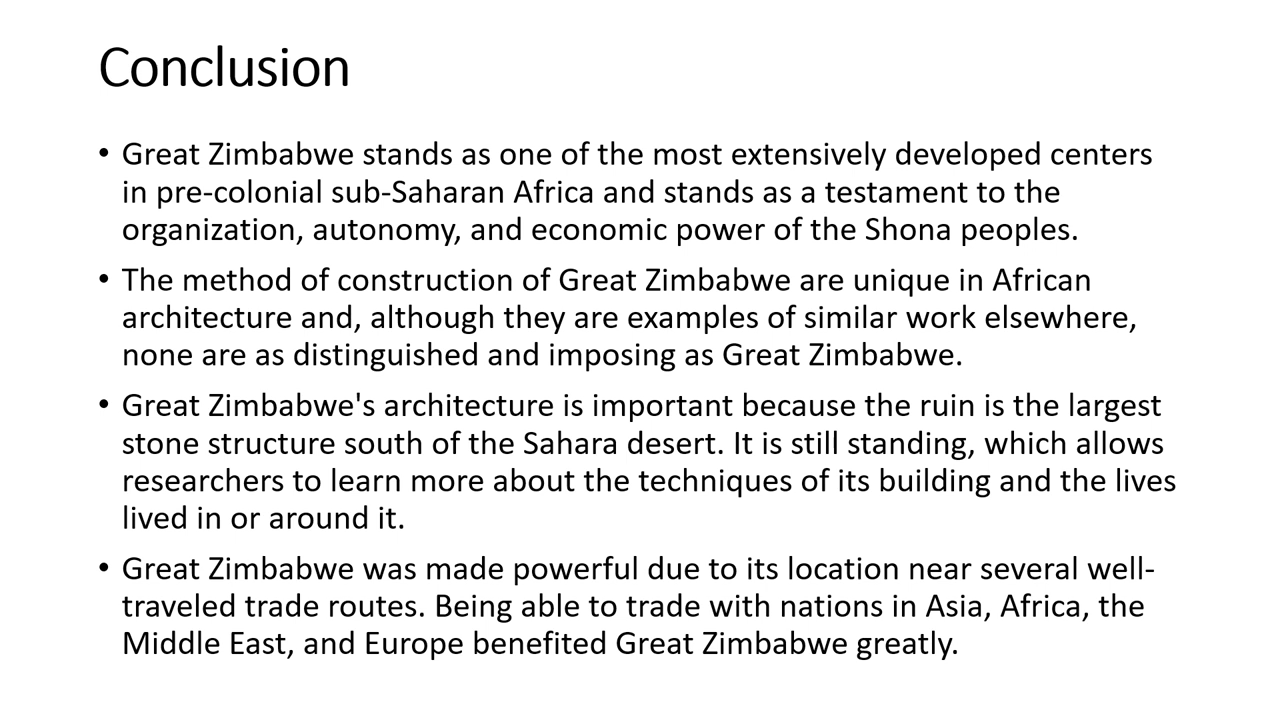 Conclusion
• Great Zimbabwe stands as one of the most extensively developed centers
in pre-colonial sub-Saharan Africa and stands as a testament to the
organization, autonomy, and economic power of the Shona peoples.
• The method of construction of Great Zimbabwe are unique in African
architecture and, although they are examples of similar work elsewhere,
none are as distinguished and imposing as Great Zimbabwe.
• Great Zimbabwe's architecture is important because the ruin is the largest
stone structure south of the Sahara desert. It is still standing, which allows
researchers to learn more about the techniques of its building and the lives
lived in or around it.
• Great Zimbabwe was made powerful due to its location near several well-
traveled trade routes. Being able to trade with nations in Asia, Africa, the
Middle East, and Europe benefited Great Zimbabwe greatly.